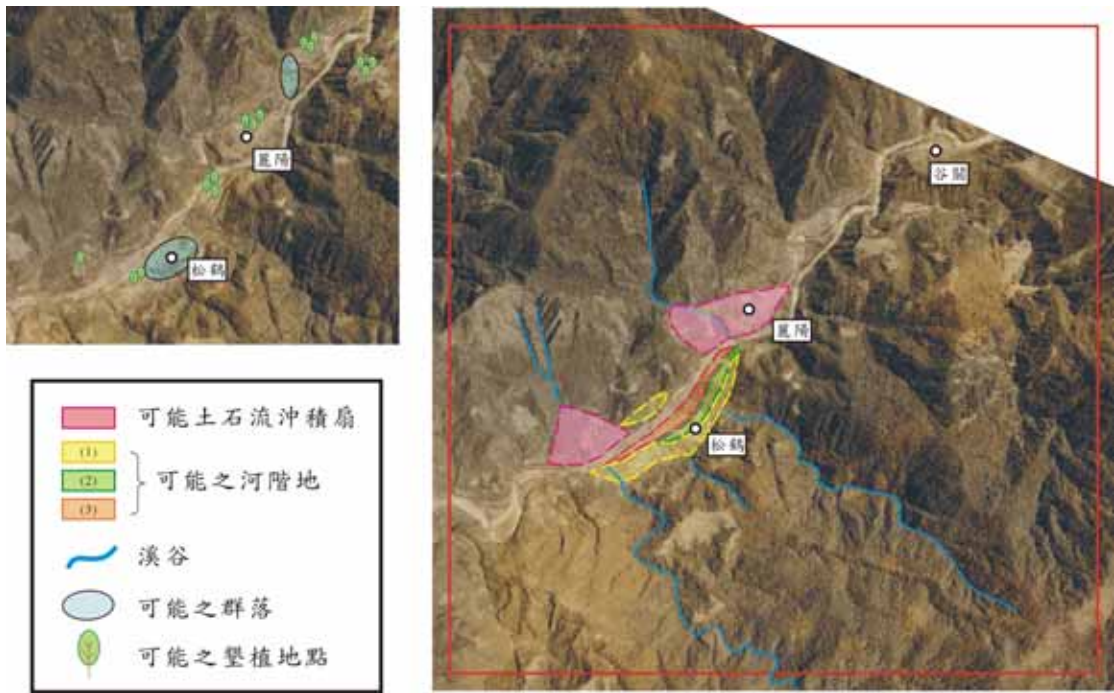 麗陽
松鶴
可能土石流沖積扇
(1)
(2)
(3)
可能之河階地
溪谷
可能之群落
可能之墾植地點
谷關
麗陽
松鶴